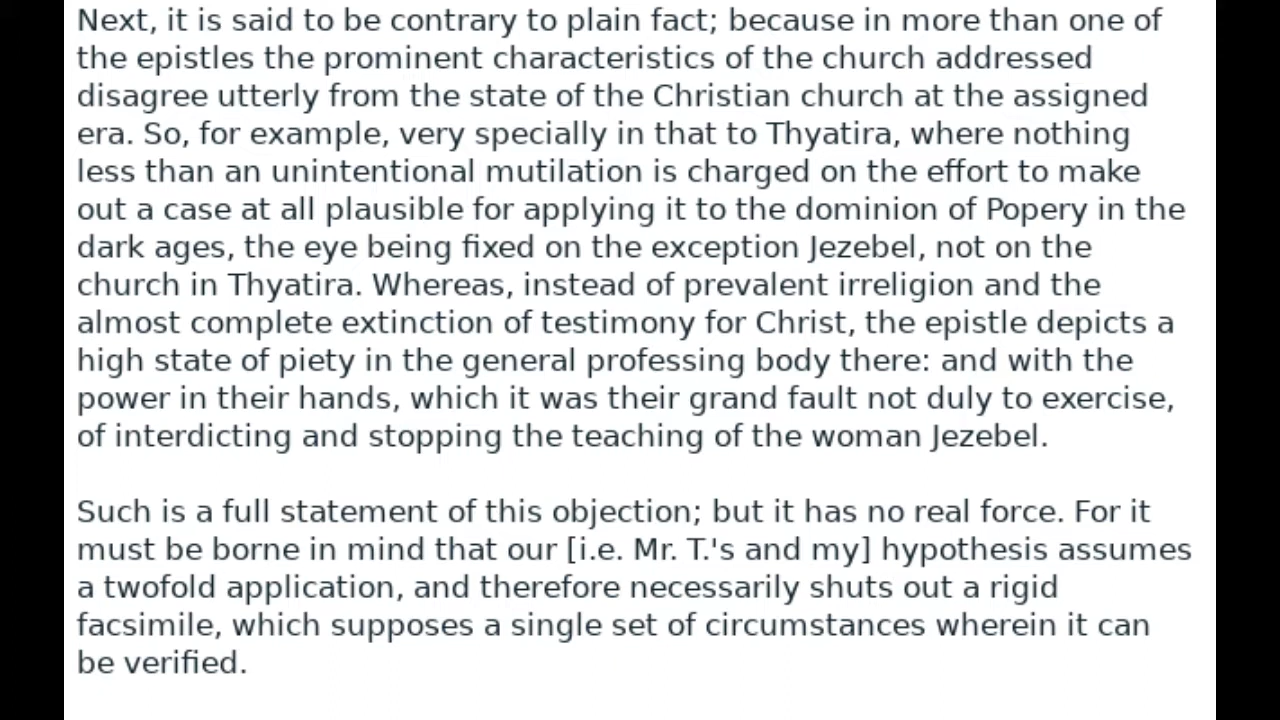 Next, it is said to be contrary to plain fact; because in more than one of
the epistles the prominent characteristics of the church addressed
disagree utterly from the state of the Christian church at the assigned
era. So, for example, very specially in that to Thyatira, where nothing
less than an unintentional mutilation is charged on the effort to make
out a case at all plausible for applying it to the dominion of Popery in the
dark ages, the eye being fixed on the exception Jezebel, not on the
church in Thyatira. Whereas, instead of prevalent irreligion and the
almost complete extinction of testimony for Christ, the epistle depicts a
high state of piety in the general professing body there: and with the
power in their hands, which it was their grand fault not duly to exercise,
of interdicting and stopping the teaching of the woman Jezebel.

Such is a full statement of this objection; but it has no real force. For it
must be borne in mind that our [i.e. Mr. T.'s and my] hypothesis assumes
a twofold application, and therefore necessarily shuts out a rigid
facsimile, which supposes a single set of circumstances wherein it can
be verified.